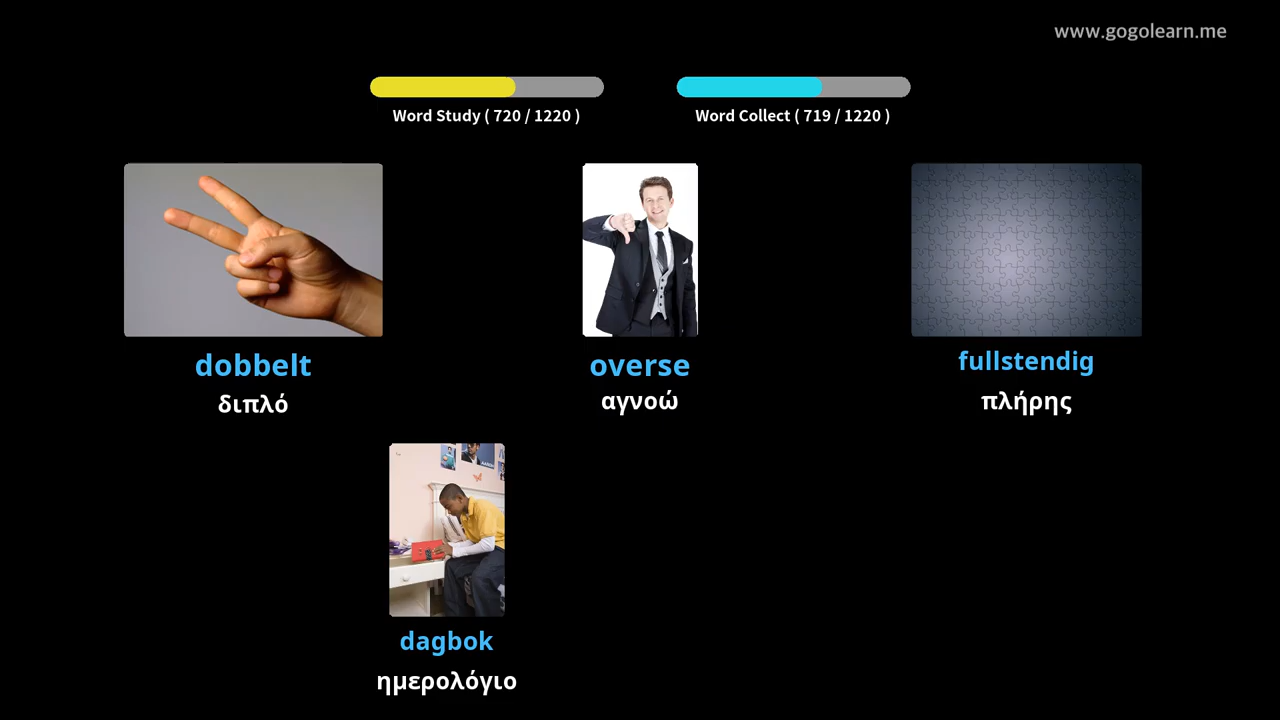 www.gogolearn.me
Word Study ( 720 / 1220 )
Word Collect ( 719 / 1220 )
dobbelt
διπλό
overse
αγνοώ
fullstendig
πλήρης
dagbok
ημερολόγιο